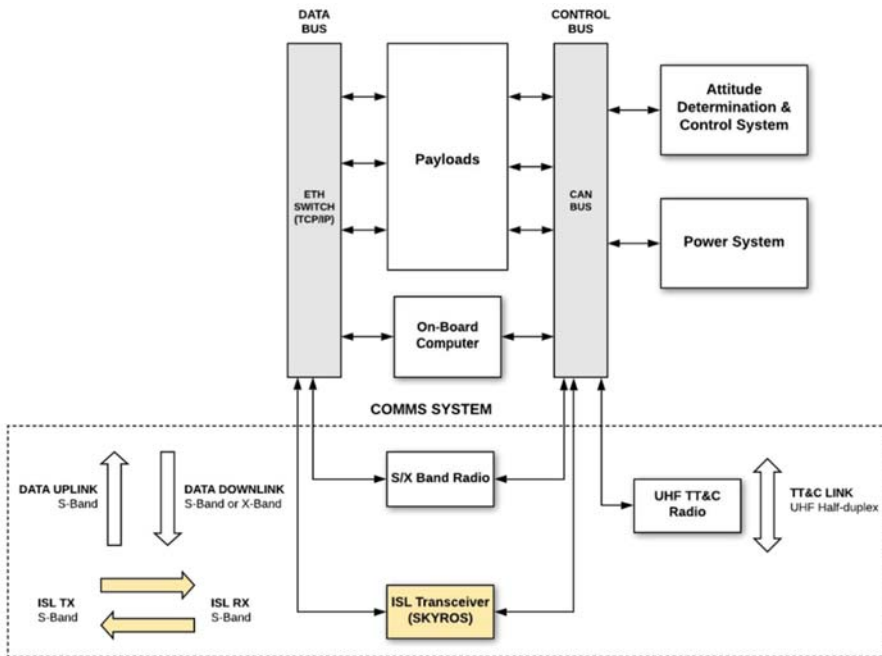 DATA
BUS
CONTROL
BUS
ETH
SWITCH
(TCP/IP)
Payloads
CAN
BUS
Attitude
Determination &
Control System
Power System
On-Board
Computer
COMMS SYSTEM
DATA UPLINK
S-Band
DATA DOWNLINK
S-Band or X-Band
S/X Band Radio
UHF TT&C
Radio
TT&C LINK
UHF Half-duplex
ISL TX
S-Band
ISL RX
S-Band
ISL Transceiver
(SKYROS)